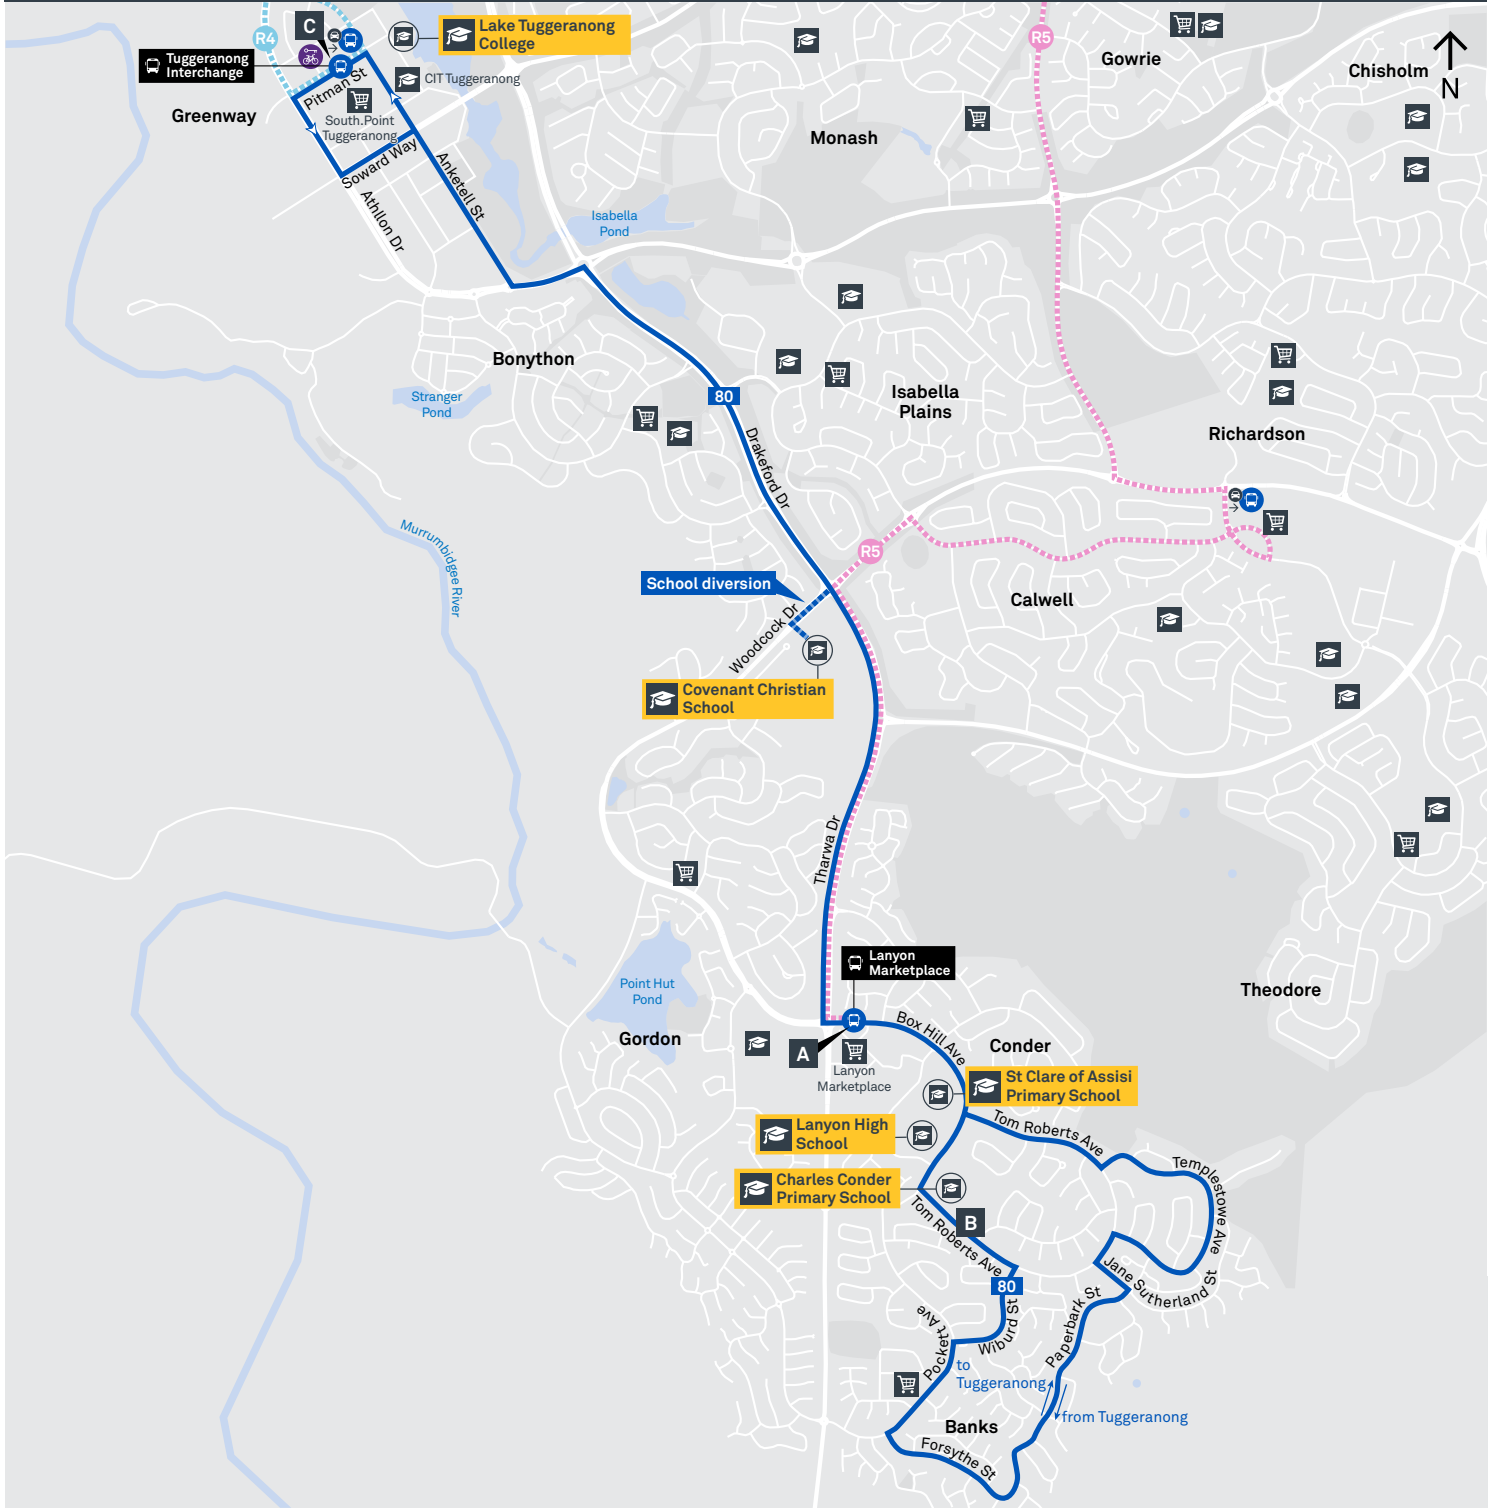 C
R4
Lake Tuggeranong
College
R5
Gowrie
Chisholm
N
Tuggeranong
Interchange
Pitman St
CIT Tuggeranong
Greenway
South.Point
Tuggeranong
Monash
Soward Way
Anketell St
Athllon Dr
Isabella
Pond
Bonython
80
Stranger
Pond
Isabella
Plains
Richardson
Drakeford Dr
Murrumbidgee River
R5
School diversion
Calwell
Woodcock Dr
Covenant Christian
School
Tharwa Dr
Lanyon
Marketplace
Point Hut
Pond
Theodore
Gordon
Box Hill Ave
A
Conder
Lanyon
Marketplace
St Clare of Assisi
Primary School
Lanyon High
School
Tom Roberts Ave
Charles Conder
Primary School
Templestowe Ave
B
Tom Roberts Ave
80
Jane Sutherland St
Wiburd St
Pockett Ave
Paperbark St
to
Tuggeranong
from Tuggeranong
Banks
Forsythe St